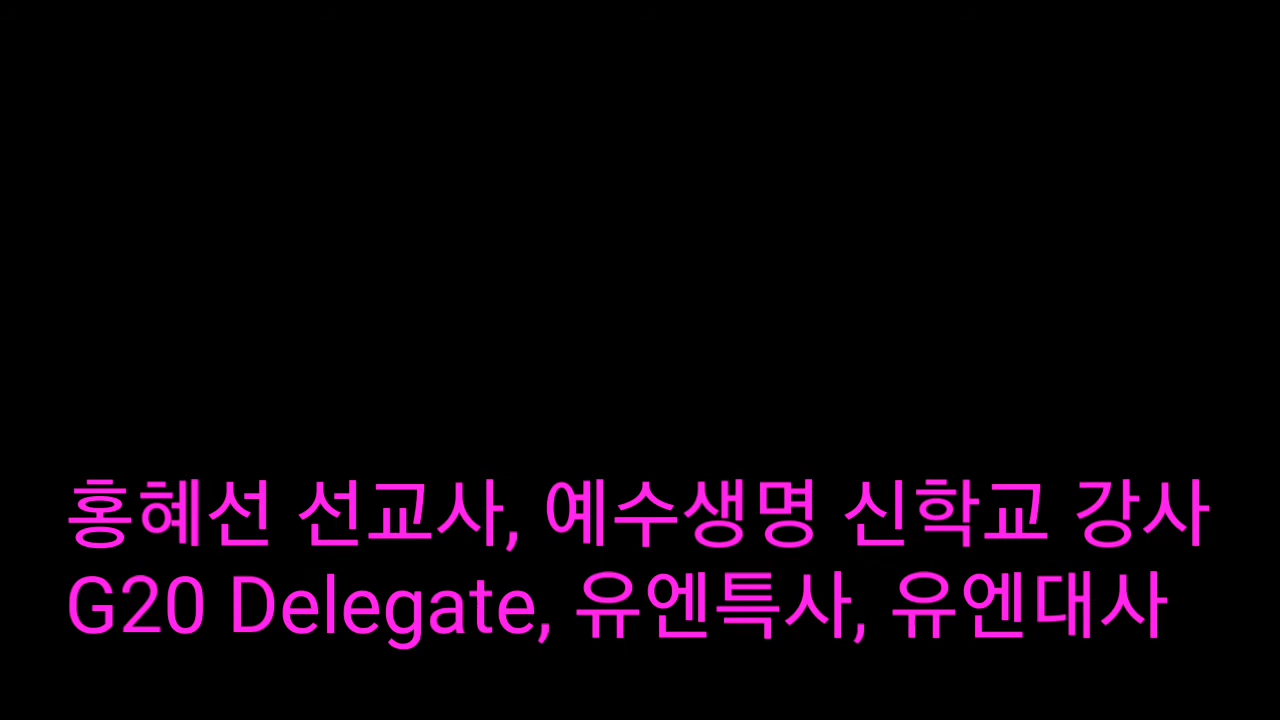 홍혜선 선교사, 예수생명 신학교 강사
G20 Delegate, 유엔특사, 유엔대사